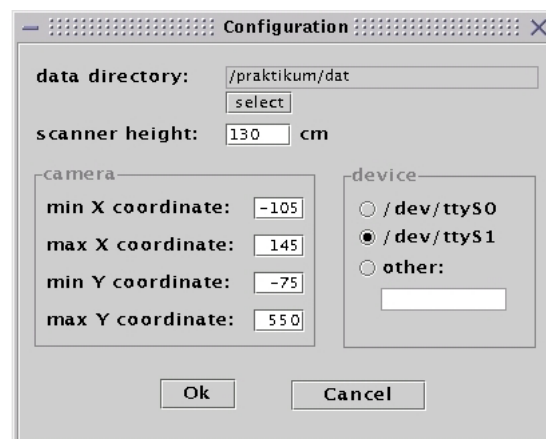 Configuration
data directory: /praktikum/dat
select
scanner height: 130 cm
camera
min X coordinate: -105
max X coordinate: 145
min Y coordinate: -75
max Y coordinate: 550
device
/dev/ttyS0
/dev/ttyS1
other:
Ok Cancel